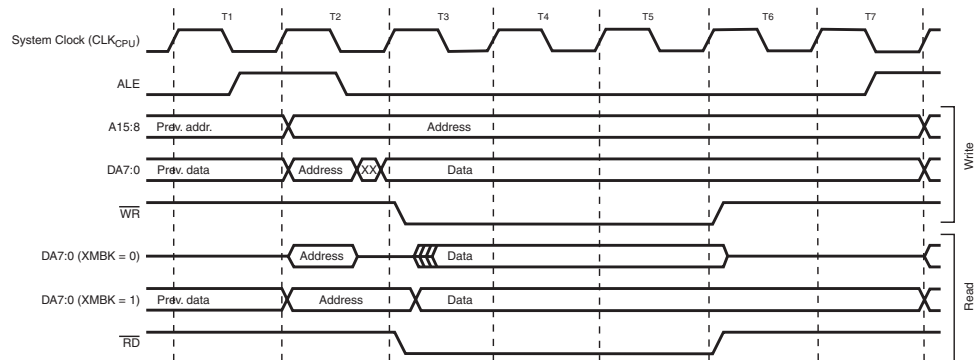 T1 T2 T3 T4 T5 T6 T7
System Clock (CLKCPU)
ALE
A15:8 Prev. addr. Address
DA7:0 Prev. data Address XX Data
WR
Write
DA7:0 (XMBK = 0) Address Data
DA7:0 (XMBK = 1) Prev. data Address Data
RD
Read